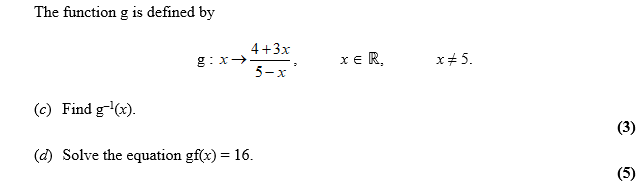 The function g is defined by
g : x → (4 + 3x)/(5 − x), x ∈ ℝ, x ≠ 5.
(c) Find g⁻¹(x).
(3)
(d) Solve the equation gf(x) = 16.
(5)